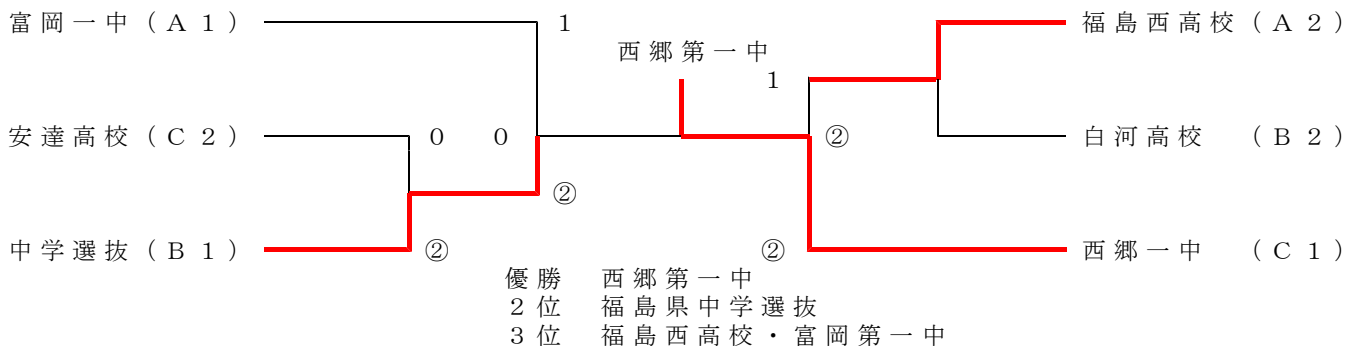 富岡一中(A1) 1 福島西高校(A2)
西郷第一中
1
安達高校(C2) 0 0 ② 白河高校 (B2)
②
中学選抜(B1) ② ② 西郷一中 (C1)
優勝 西郷第一中
2位 福島県中学選抜
3位 福島西高校・富岡第一中